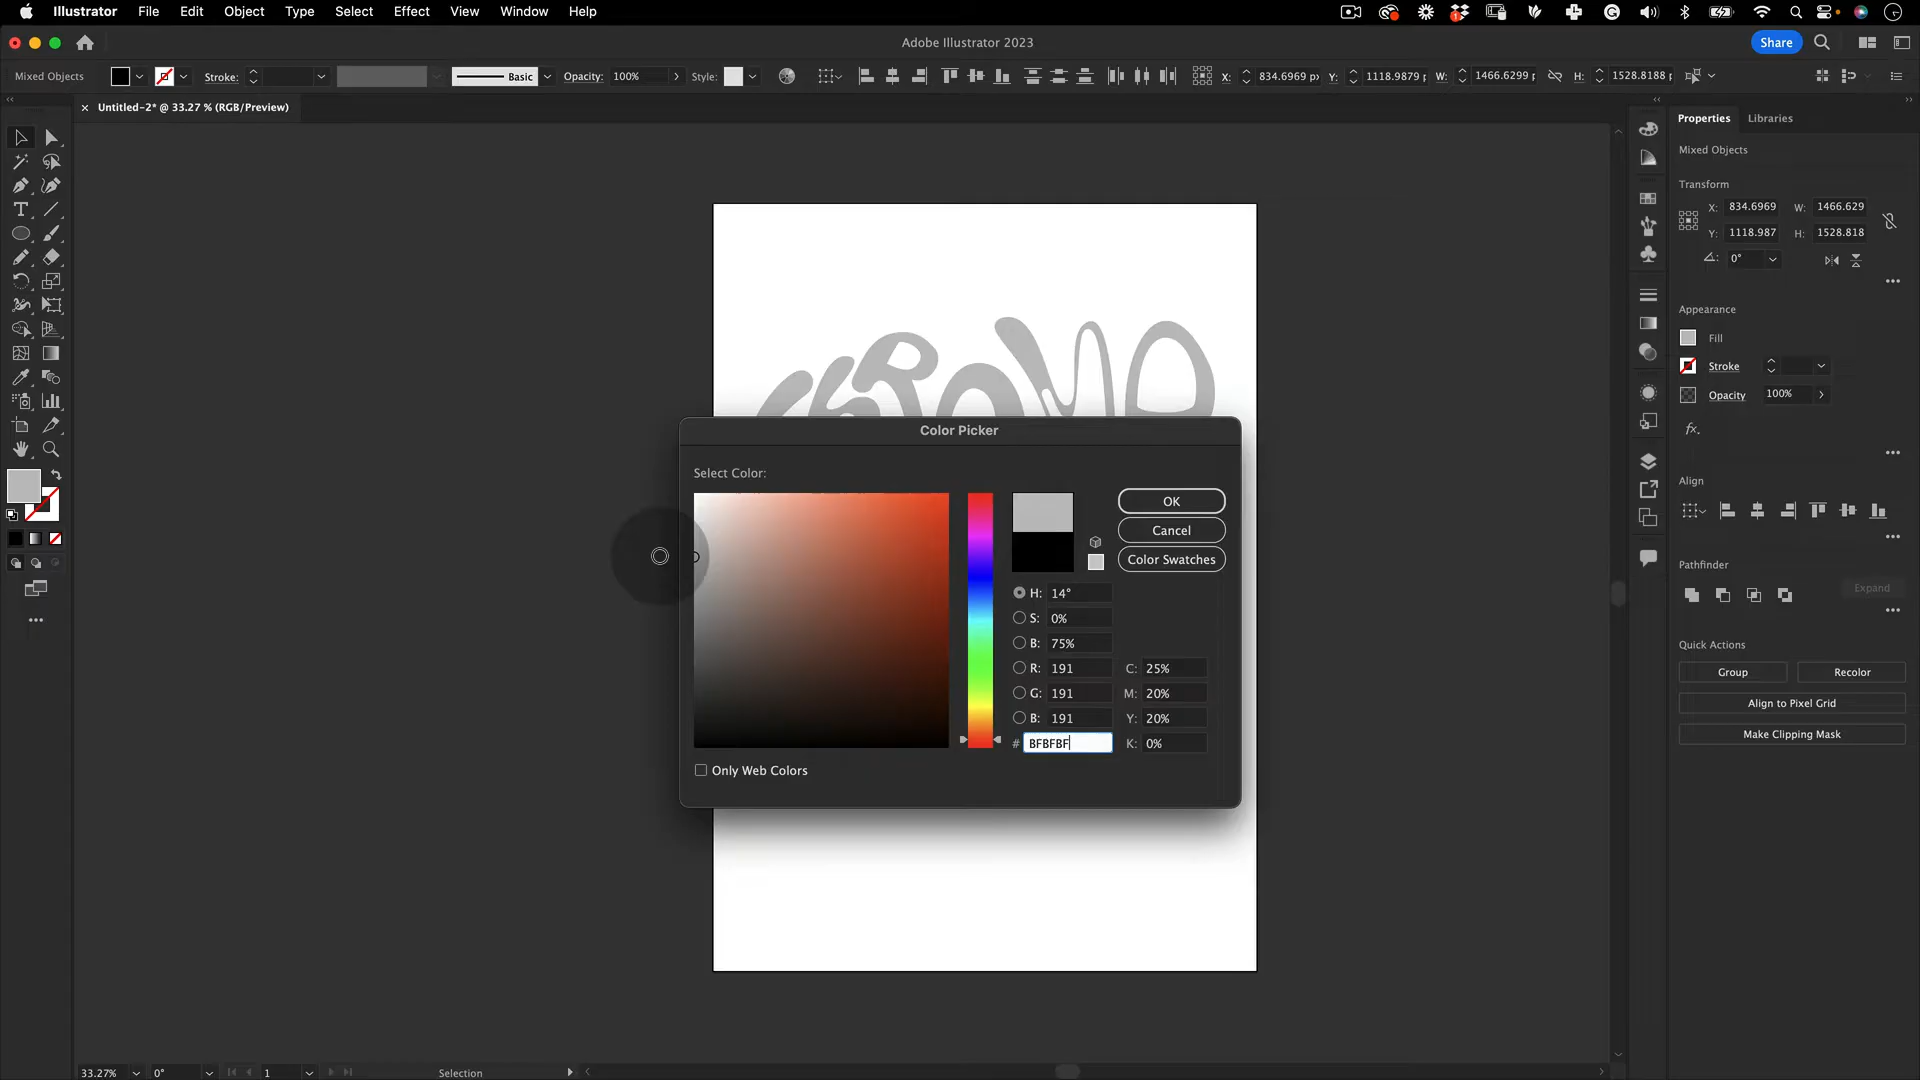 Illustrator File Edit Object Type Select Effect View Window Help
Adobe Illustrator 2023
Share
Mixed Objects Stroke: Basic Opacity: 100% Style: X: 834.6969 px Y: 1118.9879 p W: 1466.6299 p H: 1528.8188 p
Untitled-2* @ 33.27 % (RGB/Preview)
Properties Libraries
Mixed Objects
Transform
X: 834.6969 W: 1466.629
Y: 1118.987 H: 1528.818
0°
Appearance
Fill
Stroke
Opacity 100%
fx.
Align
Pathfinder
Expand
Quick Actions
Group Recolor
Align to Pixel Grid
Make Clipping Mask
Color Picker
Select Color:
OK
Cancel
Color Swatches
H: 14°
S: 0%
B: 75%
R: 191 C: 25%
G: 191 M: 20%
B: 191 Y: 20%
# BFBFBF K: 0%
Only Web Colors
33.27% 0° 1 Selection